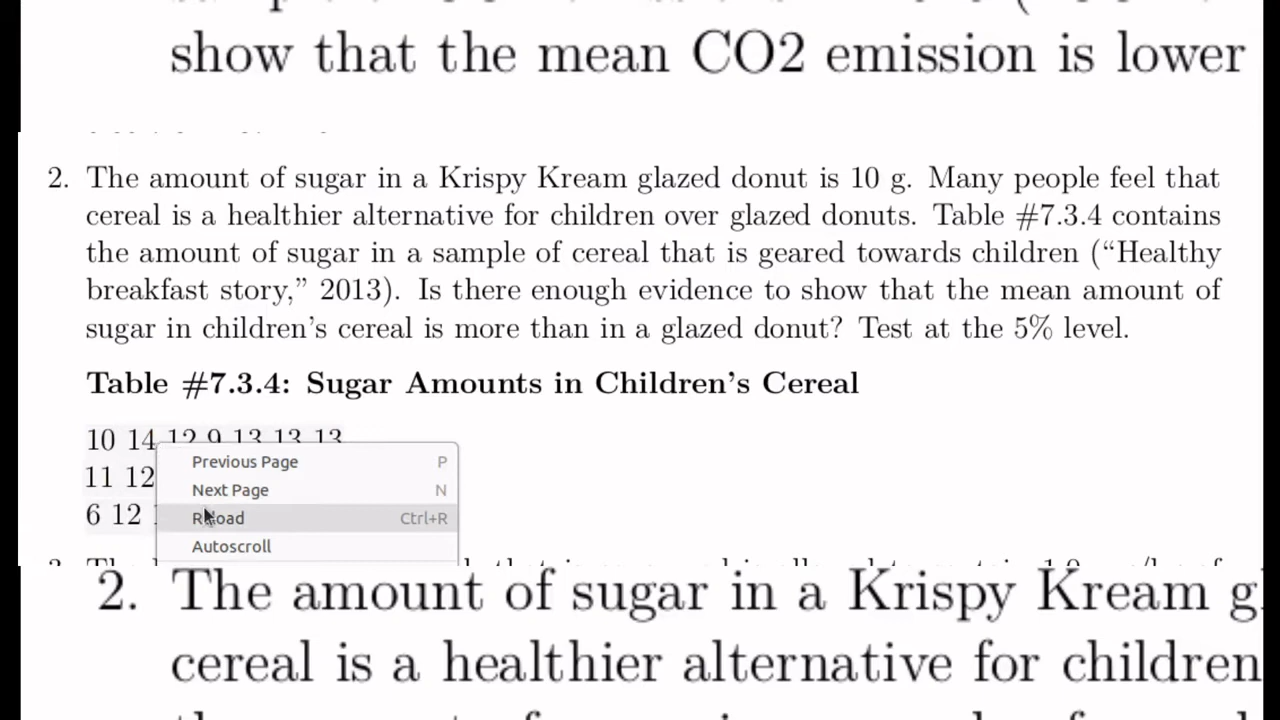 show that the mean CO2 emission is lower
2. The amount of sugar in a Krispy Kream glazed donut is 10 g. Many people feel that
cereal is a healthier alternative for children over glazed donuts. Table #7.3.4 contains
the amount of sugar in a sample of cereal that is geared towards children (“Healthy
breakfast story,” 2013). Is there enough evidence to show that the mean amount of
sugar in children’s cereal is more than in a glazed donut? Test at the 5% level.
Table #7.3.4: Sugar Amounts in Children’s Cereal
10 14 12 9 13 13 13
11 12
6 12
Previous Page P
Next Page N
Reload Ctrl+R
Autoscroll
2. The amount of sugar in a Krispy Kream
cereal is a healthier alternative for children